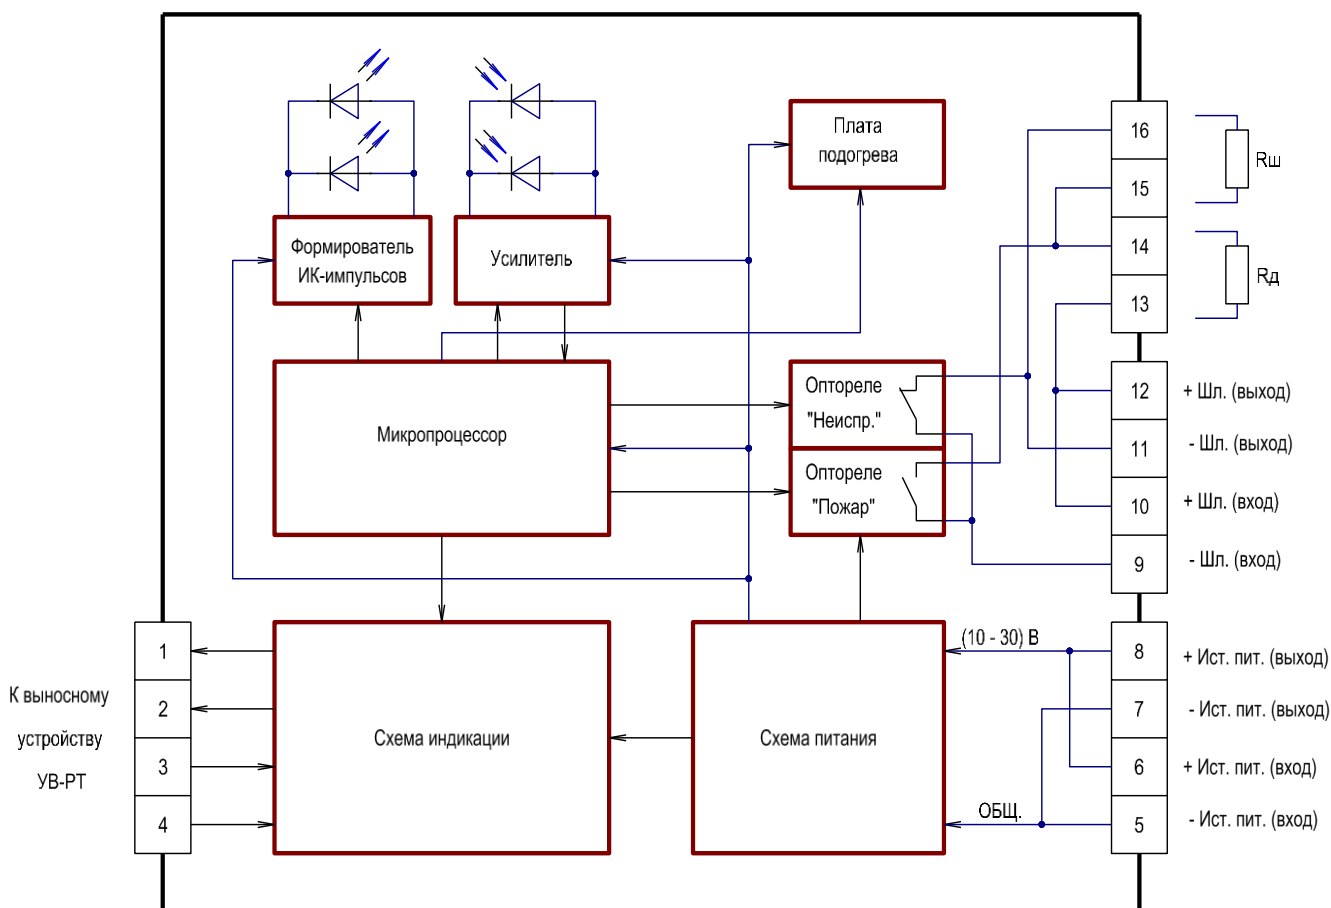 Плата
подогрева
Формирователь
ИК-импульсов
Усилитель
Микропроцессор
Оптореле
"Неиспр."
Оптореле
"Пожар"
Схема индикации
Схема питания
(10 - 30) В
ОБЩ.
К выносному
устройству
УВ-РТ
1
2
3
4
16
15
14
13
Rш
Rд
12 + Шл. (выход)
11 - Шл. (выход)
10 + Шл. (вход)
9 - Шл. (вход)
8 + Ист. пит. (выход)
7 - Ист. пит. (выход)
6 + Ист. пит. (вход)
5 - Ист. пит. (вход)